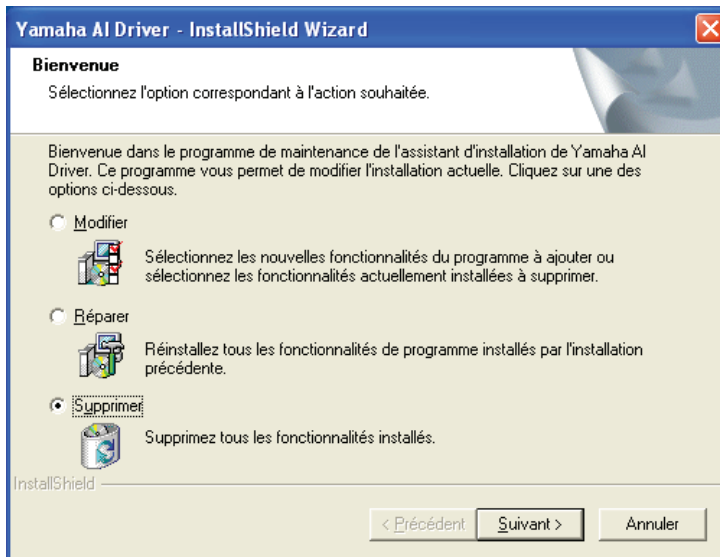 Yamaha AI Driver - InstallShield Wizard
Bienvenue
Sélectionnez l'option correspondant à l'action souhaitée.
Bienvenue dans le programme de maintenance de l'assistant d'installation de Yamaha AI
Driver. Ce programme vous permet de modifier l'installation actuelle. Cliquez sur une des
options ci-dessous.
Modifier
Sélectionnez les nouvelles fonctionnalités du programme à ajouter ou
sélectionnez les fonctionnalités actuellement installées à supprimer.
Réparer
Réinstallez tous les fonctionnalités de programme installés par l'installation
précédente.
Supprimer
Supprimez tous les fonctionnalités installés.
InstallShield
< Précédent Suivant > Annuler